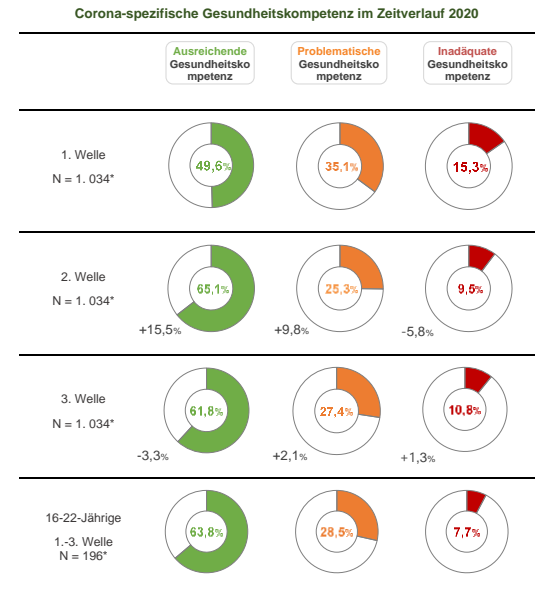 Corona-spezifische Gesundheitskompetenz im Zeitverlauf 2020
Ausreichende
Gesundheitsko
mpetenz
Problematische
Gesundheitsko
mpetenz
Inadäquate
Gesundheitsko
mpetenz
1. Welle
N = 1. 034*
49,6%
35,1%
15,3%
2. Welle
N = 1. 034*
65,1%
25,3%
9,5%
+15,5%
+9,8%
-5,8%
3. Welle
N = 1. 034*
61,8%
27,4%
10,8%
-3,3%
+2,1%
+1,3%
16-22-Jährige
1.-3. Welle
N = 196*
63,8%
28,5%
7,7%